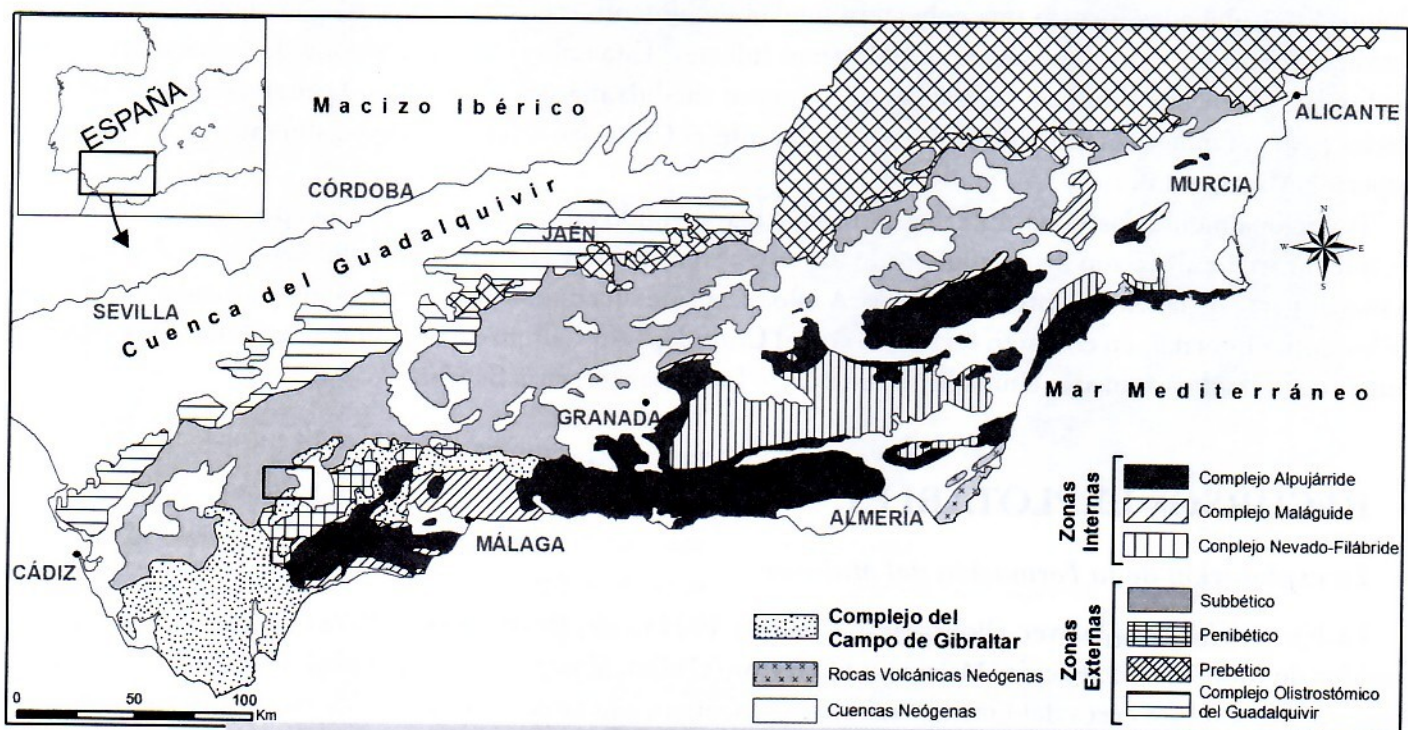 ESPAÑA
Macizo Ibérico
ALICANTE
CÓRDOBA
MURCIA
JAÉN
Cuenca del Guadalquivir
N
W E
S
SEVILLA
Mar Mediterráneo
GRANADA
ALMERÍA
MÁLAGA
CÁDIZ
Complejo del
Campo de Gibraltar
Rocas Volcánicas Neógenas
Cuencas Neógenas
Zonas
Intenas
Complejo Alpujárride
Complejo Maláguide
Conplejo Nevado-Filábride
Zonas
Externas
Subbético
Penibético
Prebético
Complejo Olistrostómico
del Guadalquivir
0 50 100
Km